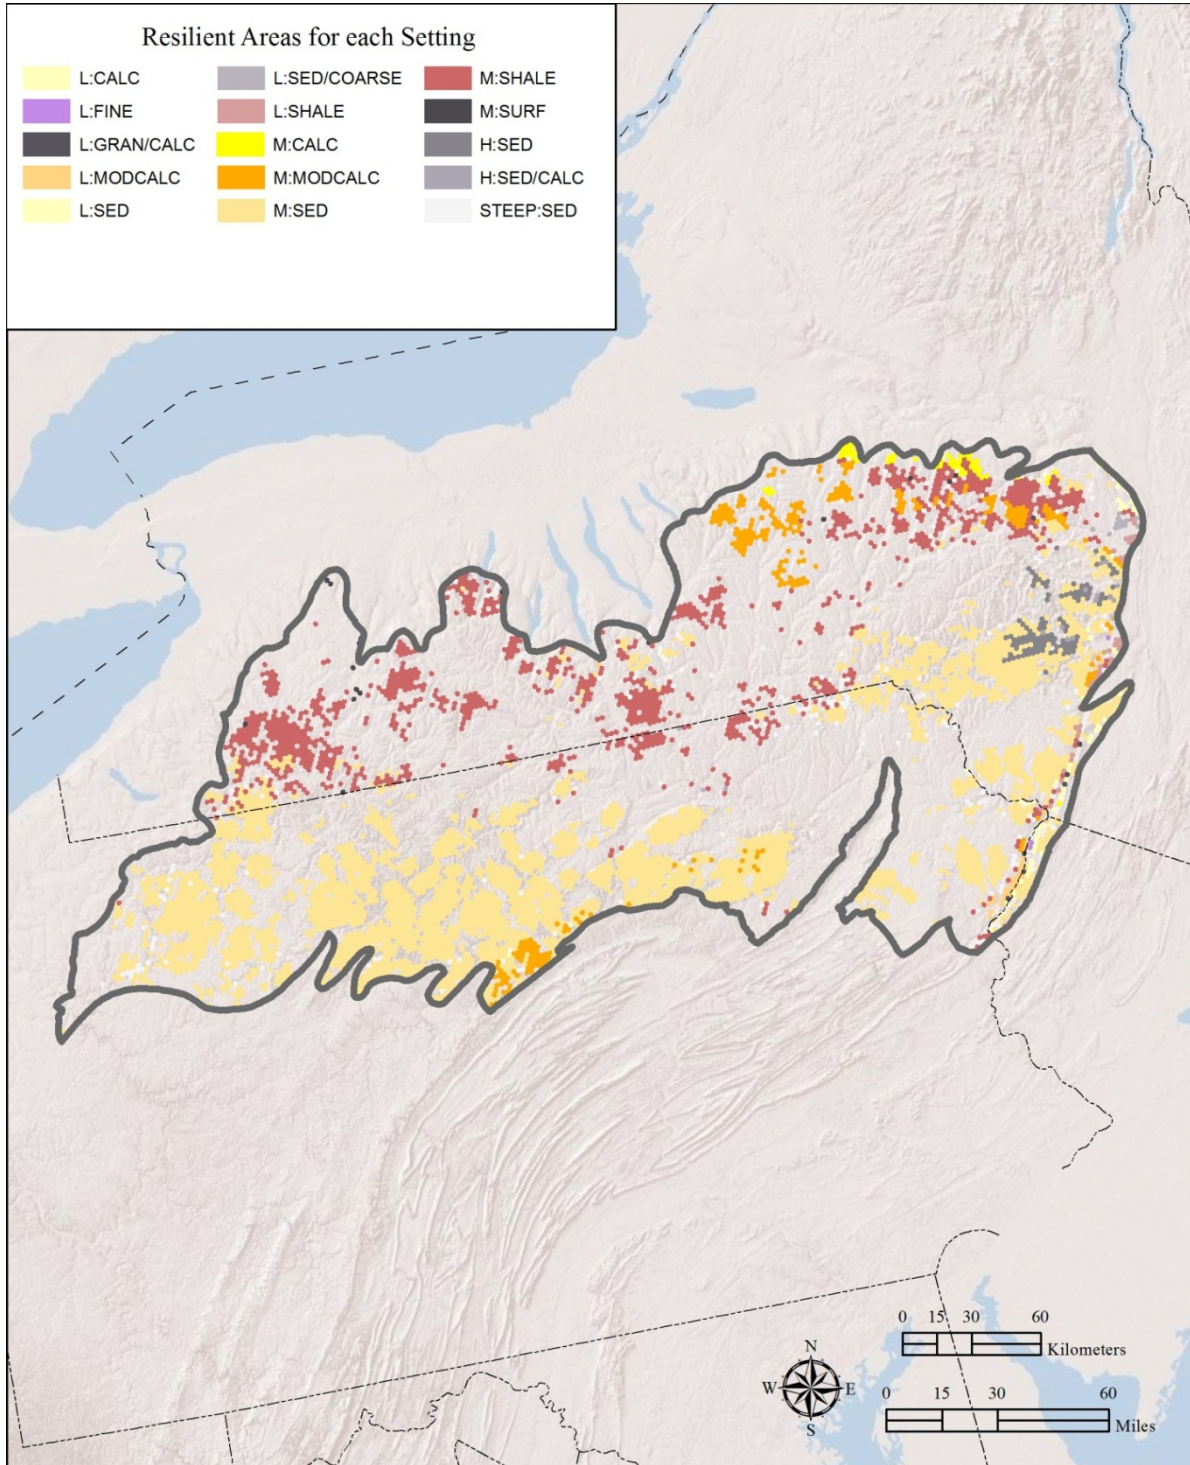 Resilient Areas for each Setting
L:CALC L:SED/COARSE M:SHALE
L:FINE L:SHALE M:SURF
L:GRAN/CALC M:CALC H:SED
L:MODCALC M:MODCALC H:SED/CALC
L:SED M:SED STEEP:SED
0 15 30 60
Kilometers
N
W E
S
0 15 30 60
Miles